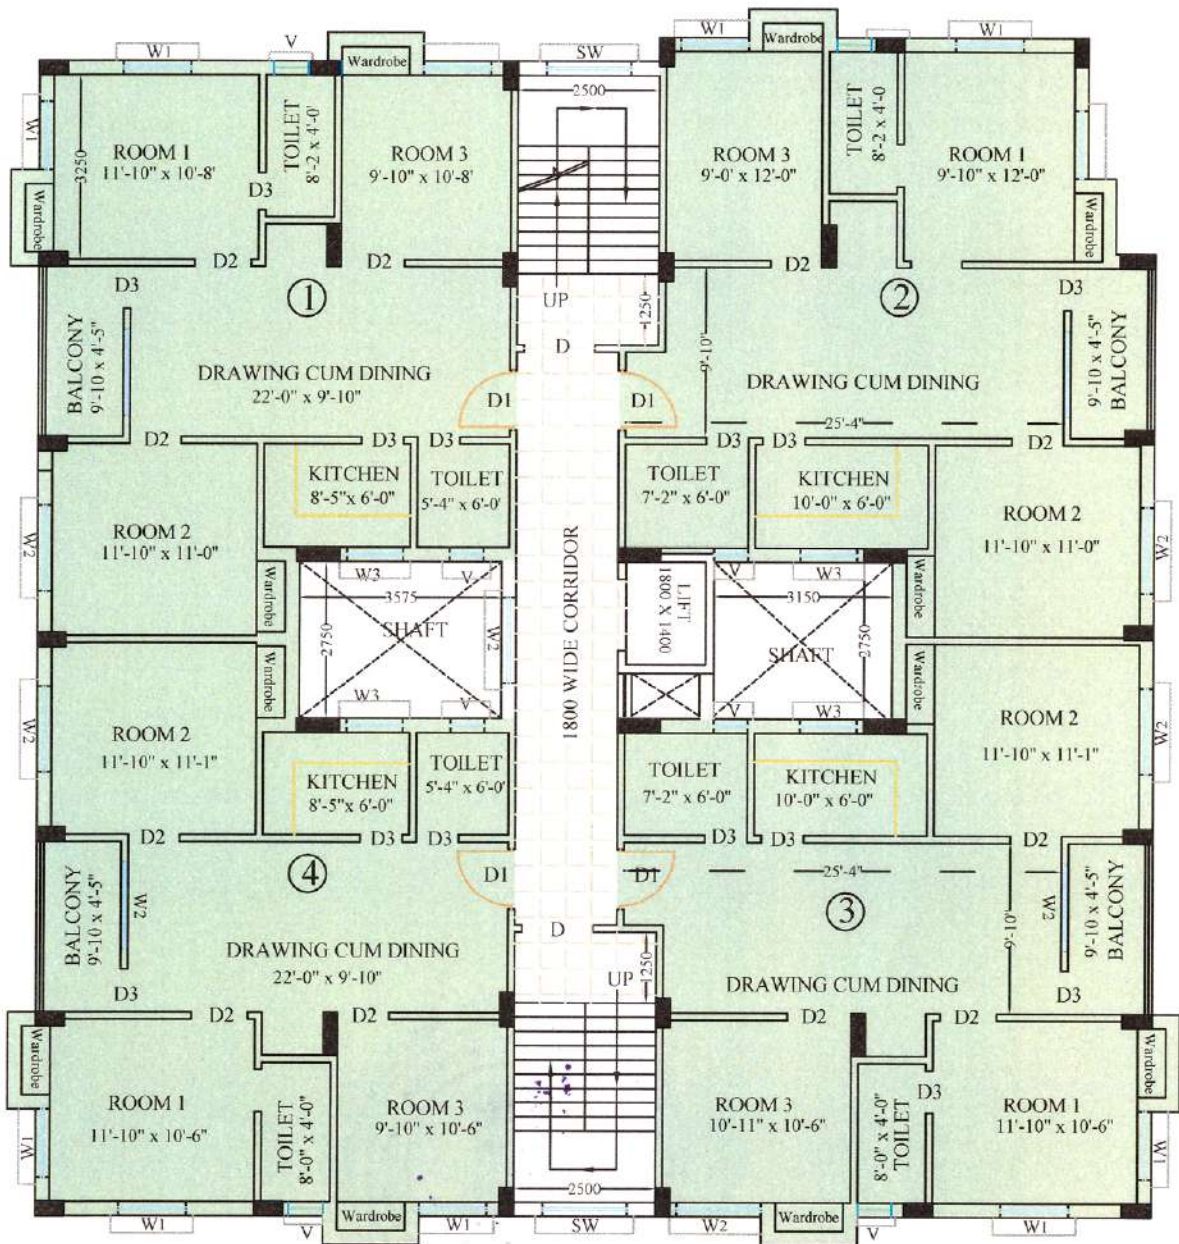 W1
V
Wardrobe
SW
W1
Wardrobe
W1
2500
W1
3250
ROOM 1
11'-10" x 10'-8'
TOILET
8'-2 x 4'-0'
D3
ROOM 3
9'-10" x 10'-8'
ROOM 3
9'-0' x 12'-0"
TOILET
8'-2 x 4'-0
ROOM 1
9'-10" x 12'-0"
Wardrobe
Wardrobe
D2
D2
D2
D3
D3
1
UP
1250
2
BALCONY
9'-10 x 4'-5"
D
9'-10"
9'-10 x 4'-5"
BALCONY
DRAWING CUM DINING
22'-0" x 9'-10"
DRAWING CUM DINING
D1
D1
25'-4"
D2
D3
D3
D3
D3
D2
KITCHEN
8'-5"x 6'-0"
TOILET
5'-4" x 6'-0'
TOILET
7'-2" x 6'-0"
KITCHEN
10'-0" x 6'-0"
ROOM 2
11'-10" x 11'-0"
ROOM 2
11'-10" x 11'-0"
W2
W2
Wardrobe
W3
V
3575
SHAFT
2750
W2
1800 WIDE CORRIDOR
LIFT
1800 X 1400
V
W3
3150
SHAFT
2750
Wardrobe
Wardrobe
W3
V
V
W3
Wardrobe
W2
ROOM 2
11'-10" x 11'-1"
ROOM 2
11'-10" x 11'-1"
W2
KITCHEN
8'-5"x 6'-0"
TOILET
5'-4" x 6'-0'
TOILET
7'-2" x 6'-0"
KITCHEN
10'-0" x 6'-0"
D2
D3
D3
D3
D3
D2
4
D1
D1
25'-4"
3
BALCONY
9'-10 x 4'-5"
W2
W2
9'-10 x 4'-5"
BALCONY
DRAWING CUM DINING
22'-0" x 9'-10"
D
9'-10"
1250
UP
DRAWING CUM DINING
D3
D3
D2
D2
D2
D2
Wardrobe
Wardrobe
ROOM 1
11'-10" x 10'-6"
TOILET
8'-0" x 4'-0"
ROOM 3
9'-10" x 10'-6"
ROOM 3
10'-11" x 10'-6"
8'-0" x 4'-0"
TOILET
D3
ROOM 1
11'-10" x 10'-6"
W1
W1
2500
W1
V
Wardrobe
W1
SW
W2
Wardrobe
V
W1